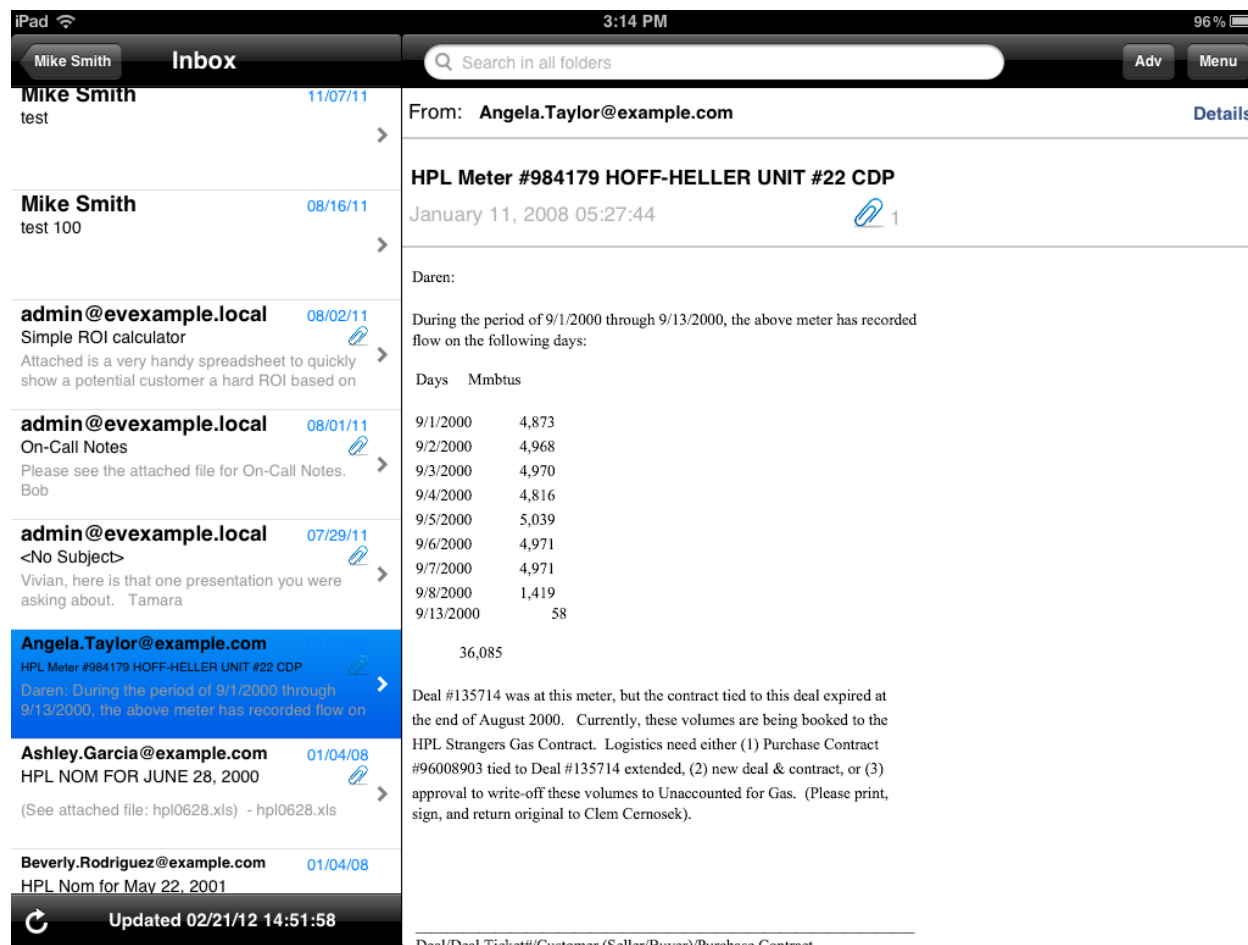 iPad 3:14 PM 96%
Mike Smith Inbox
Search in all folders
Adv Menu
Mike Smith 11/07/11
test
Mike Smith 08/16/11
test 100
admin@evexample.local 08/02/11
Simple ROI calculator
Attached is a very handy spreadsheet to quickly
show a potential customer a hard ROI based on
admin@evexample.local 08/01/11
On-Call Notes
Please see the attached file for On-Call Notes.
Bob
admin@evexample.local 07/29/11
<No Subject>
Vivian, here is that one presentation you were
asking about. Tamara
Angela.Taylor@example.com
HPL Meter #984179 HOFF-HELLER UNIT #22 CDP
Daren: During the period of 9/1/2000 through
9/13/2000, the above meter has recorded flow on
Ashley.Garcia@example.com 01/04/08
HPL NOM FOR JUNE 28, 2000
(See attached file: hpl0628.xls) - hpl0628.xls
Beverly.Rodriguez@example.com 01/04/08
HPL Nom for May 22, 2001
Updated 02/21/12 14:51:58
From: Angela.Taylor@example.com Details
HPL Meter #984179 HOFF-HELLER UNIT #22 CDP
January 11, 2008 05:27:44 1
Daren:
During the period of 9/1/2000 through 9/13/2000, the above meter has recorded
flow on the following days:
Days Mmbtus
9/1/2000 4,873
9/2/2000 4,968
9/3/2000 4,970
9/4/2000 4,816
9/5/2000 5,039
9/6/2000 4,971
9/7/2000 4,971
9/8/2000 1,419
9/13/2000 58
36,085
Deal #135714 was at this meter, but the contract tied to this deal expired at
the end of August 2000. Currently, these volumes are being booked to the
HPL Strangers Gas Contract. Logistics need either (1) Purchase Contract
#96008903 tied to Deal #135714 extended, (2) new deal & contract, or (3)
approval to write-off these volumes to Unaccounted for Gas. (Please print,
sign, and return original to Clem Cernosek).
Deal/Deal Ticket#/Customer (Seller/Buyer)/Purchase Contract